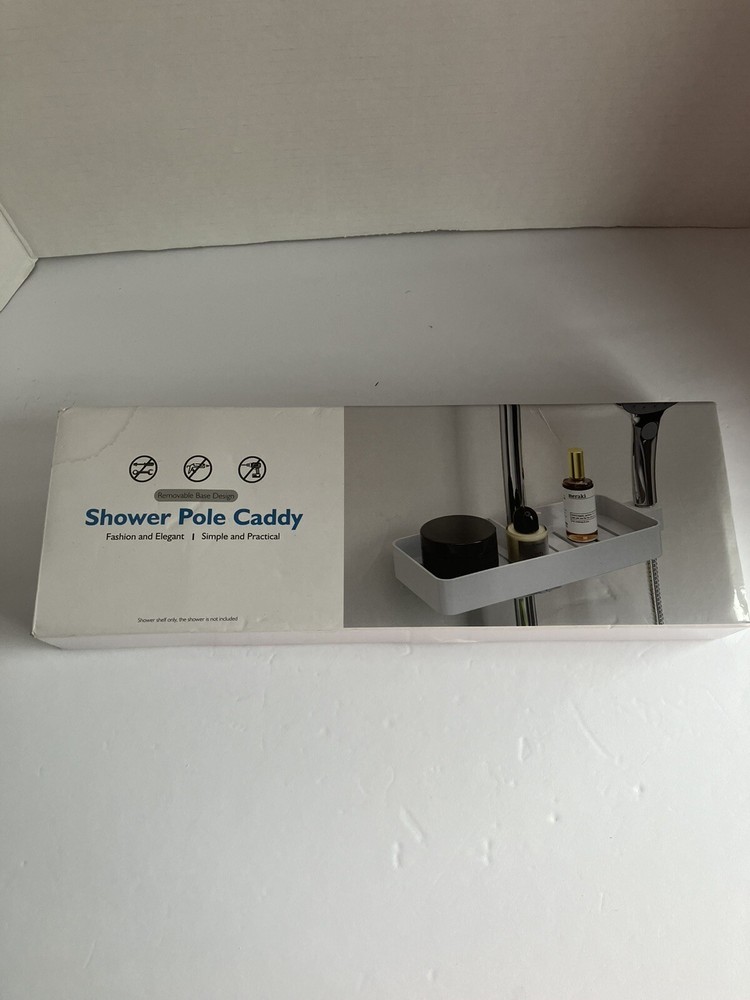 Removable Base Design
Shower Pole Caddy
Fashion and Elegant | Simple and Practical
Shower shelf only, the shower is not included
meraki